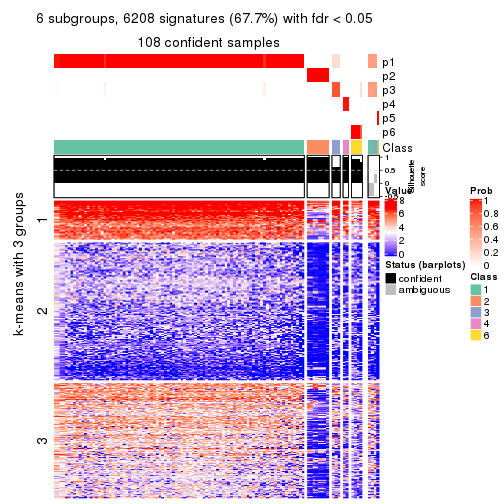 6 subgroups, 6208 signatures (67.7%) with fdr < 0.05
108 confident samples
p1
p2
p3
p4
p5
p6
Class
1
0.5
0
-0.5
Silhouette
score
k-means with 3 groups
1
2
3
Value
8
6
4
2
0
Status (barplots)
confident
ambiguous
Prob
1
0.8
0.6
0.4
0.2
0
Class
1
2
3
4
6